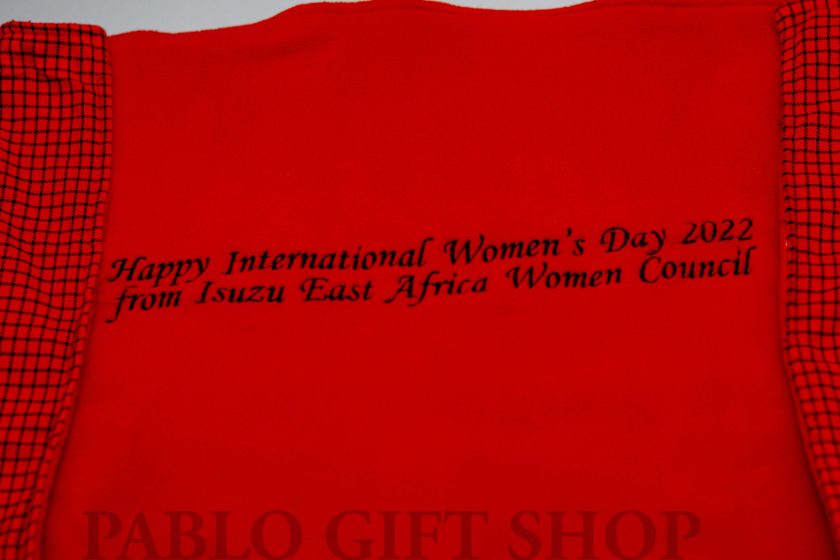 Happy International Women's Day 2022
from Isuzu East Africa Women Council
PABLO GIFT SHOP